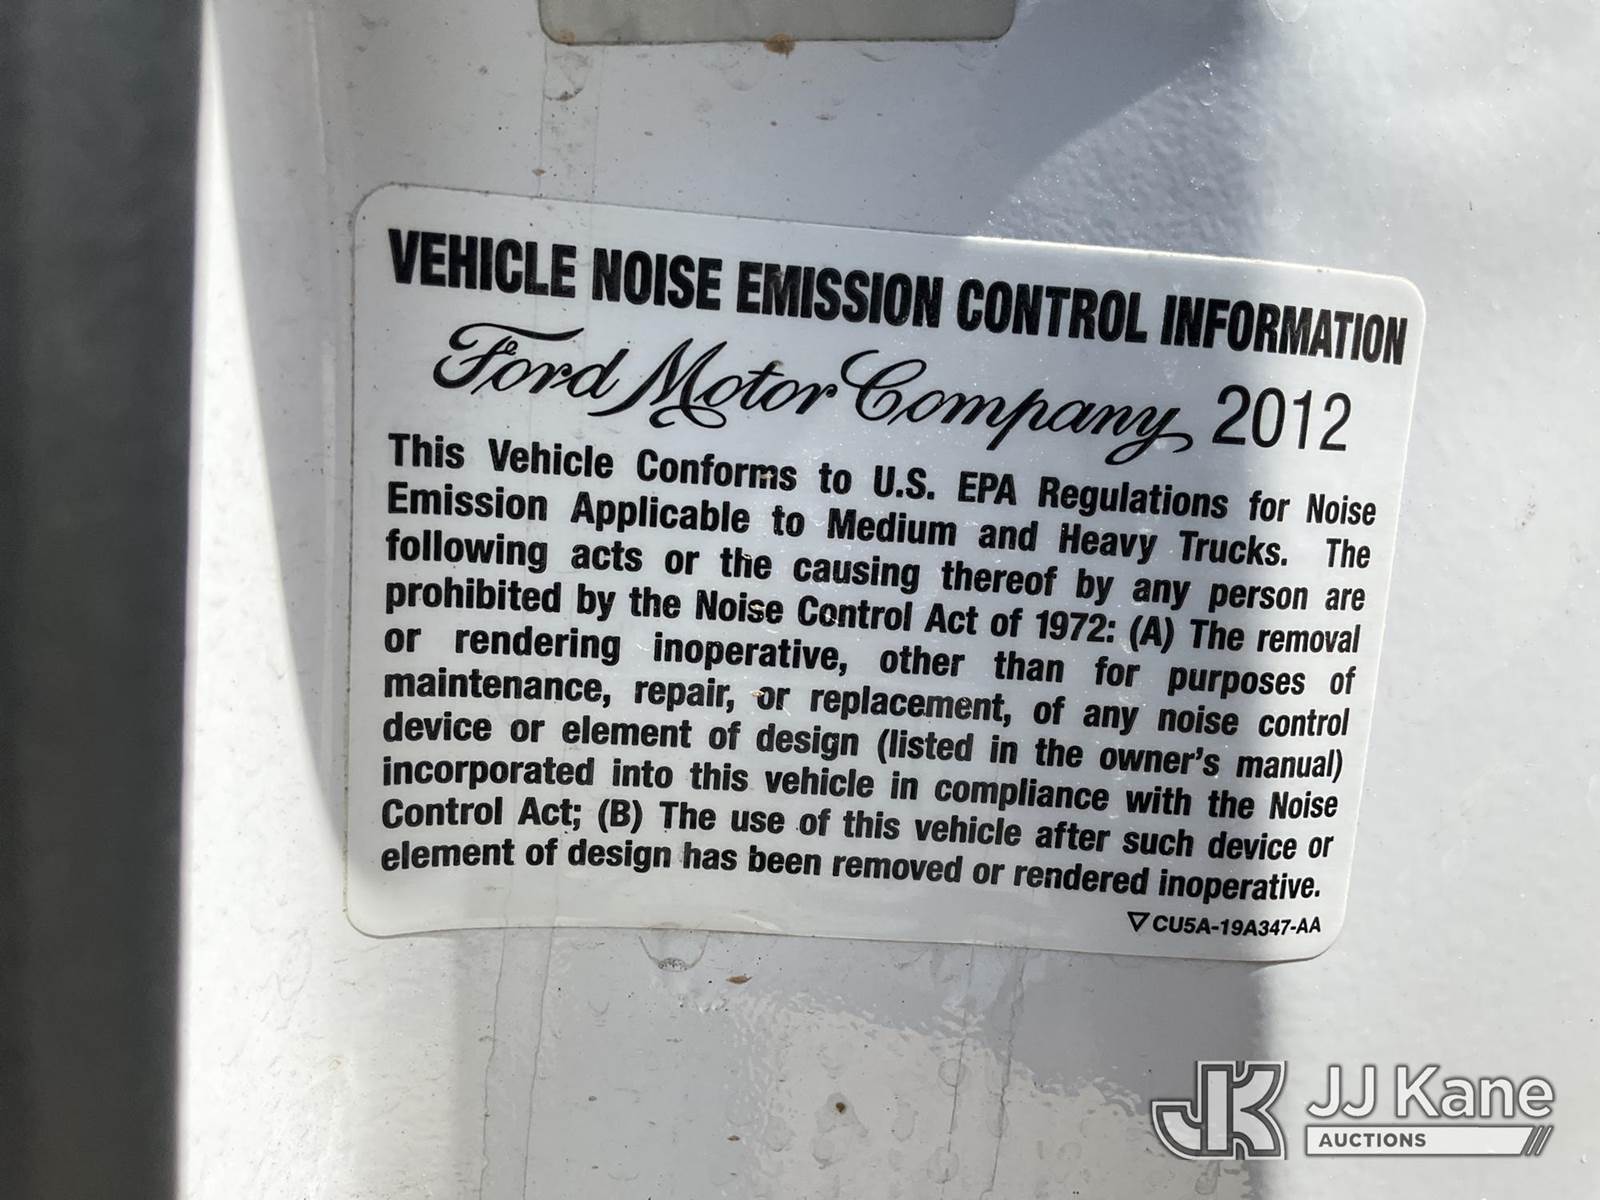 VEHICLE NOISE EMISSION CONTROL INFORMATION
Ford Motor Company 2012
This Vehicle Conforms to U.S. EPA Regulations for Noise
Emission Applicable to Medium and Heavy Trucks. The
following acts or the causing thereof by any person are
prohibited by the Noise Control Act of 1972: (A) The removal
or rendering inoperative, other than for purposes of
maintenance, repair, or replacement, of any noise control
device or element of design (listed in the owner's manual)
incorporated into this vehicle in compliance with the Noise
Control Act; (B) The use of this vehicle after such device or
element of design has been removed or rendered inoperative.
CU5A-19A347-AA
JK JJ Kane
AUCTIONS